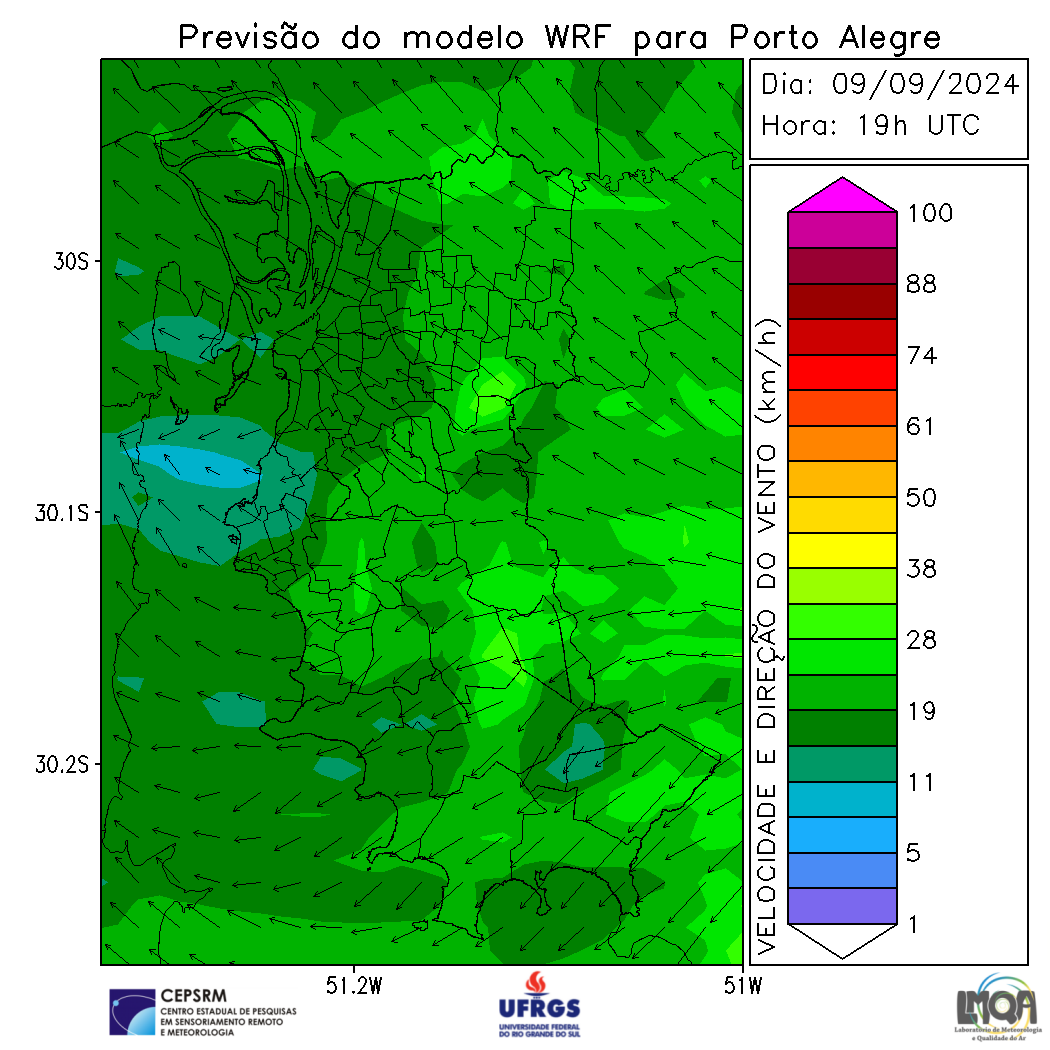 Previsão do modelo WRF para Porto Alegre
Dia: 09/09/2024
Hora: 19h UTC
100
88
74
61
50
38
28
19
11
5
1
VELOCIDADE E DIREÇÃO DO VENTO (km/h)
30S
30.1S
30.2S
51.2W
51W
CEPSRM
CENTRO ESTADUAL DE PESQUISAS
EM SENSORIAMENTO REMOTO
E METEOROLOGIA
UFRGS
UNIVERSIDADE FEDERAL
DO RIO GRANDE DO SUL
LMQA
Laboratório de Meteorologia
e Qualidade do Ar